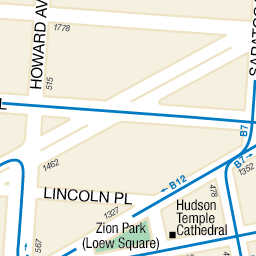 1778
HOWARD AV
SARATO
515
B7
1462
B12
B7
1352
LINCOLN PL
478
1327
Zion Park
(Loew Square)
Hudson
Temple
Cathedral
567